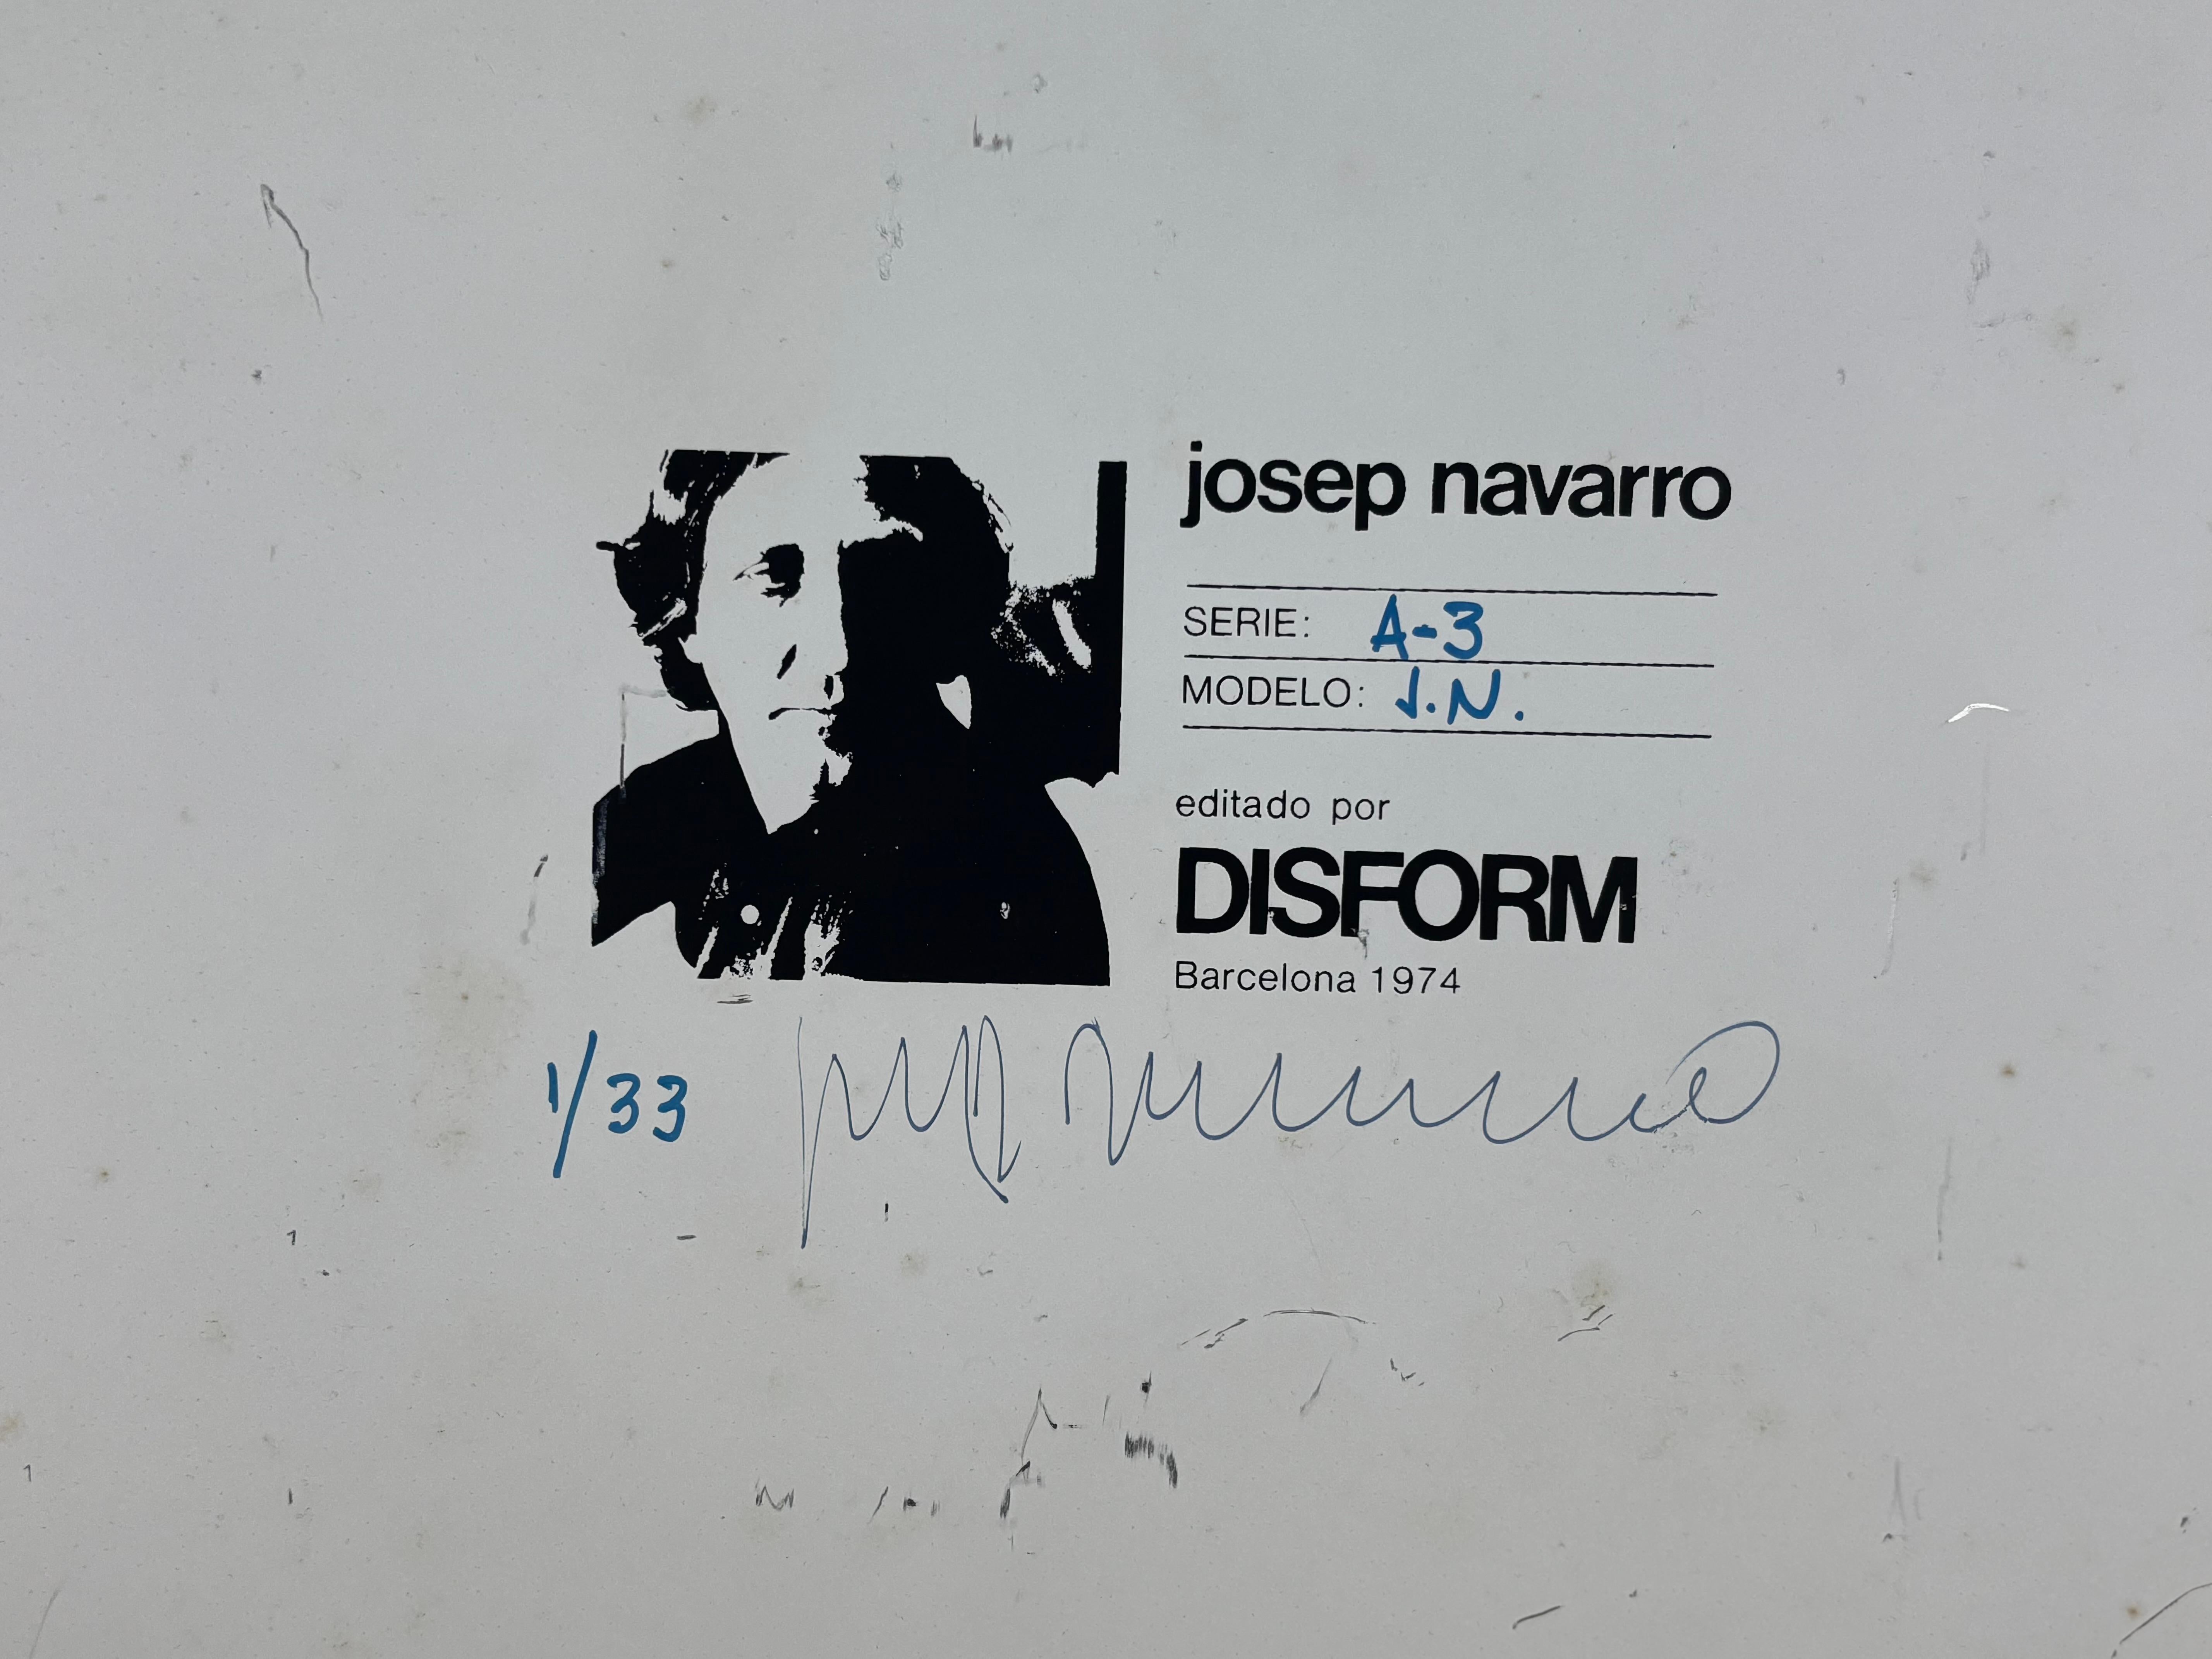 josep navarro
SERIE: A-3
MODELO: J.N.
editado por
DISFORM
Barcelona 1974
1/33